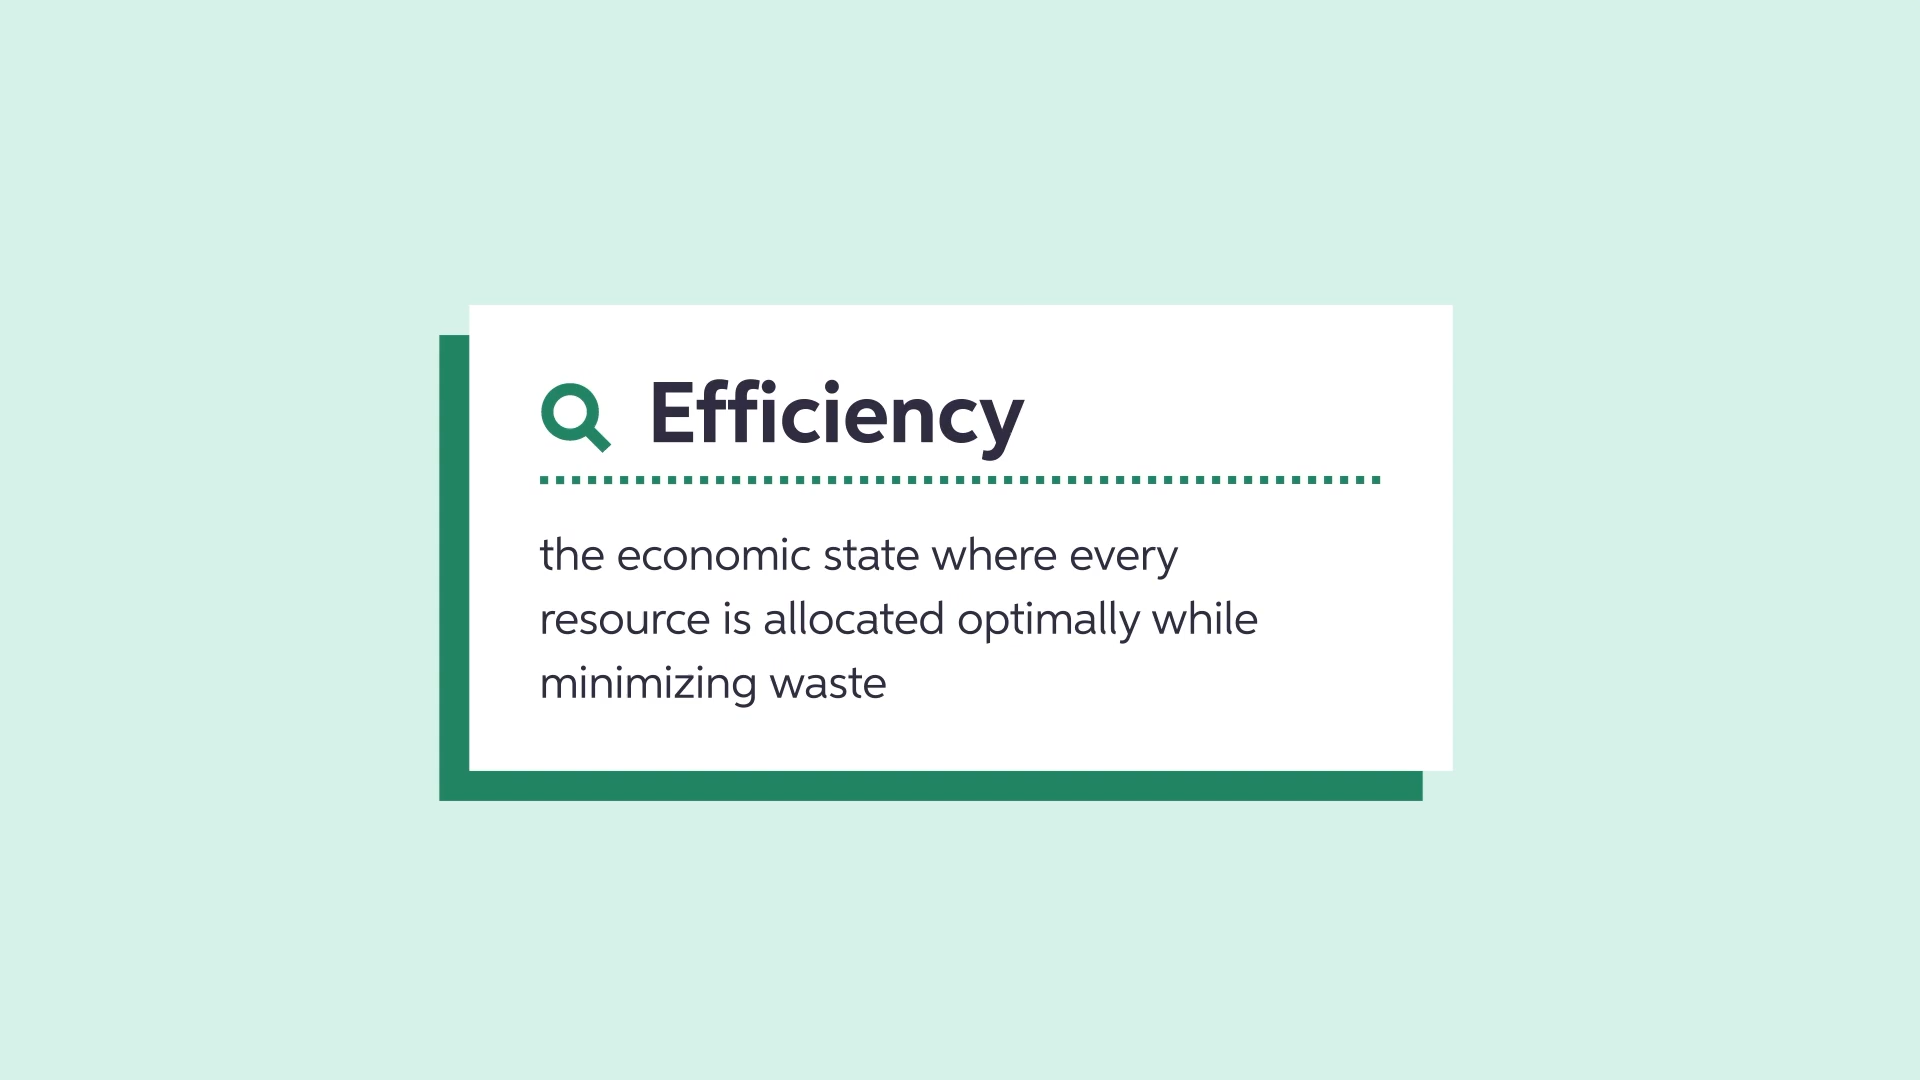 Efficiency
the economic state where every
resource is allocated optimally while
minimizing waste